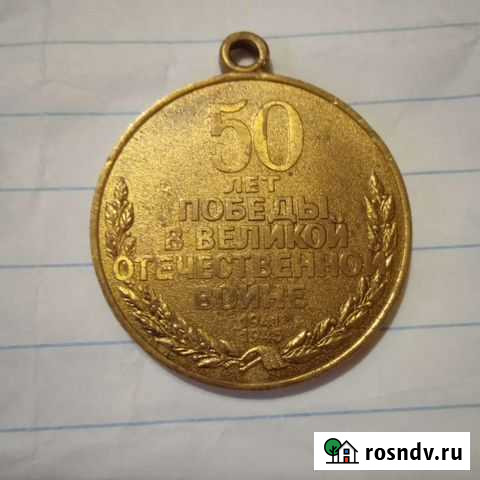 50
ЛЕТ
ПОБЕДЫ
В ВЕЛИКОЙ
ОТЕЧЕСТВЕННОЙ
ВОЙНЕ
1941
1945
rosndv.ru